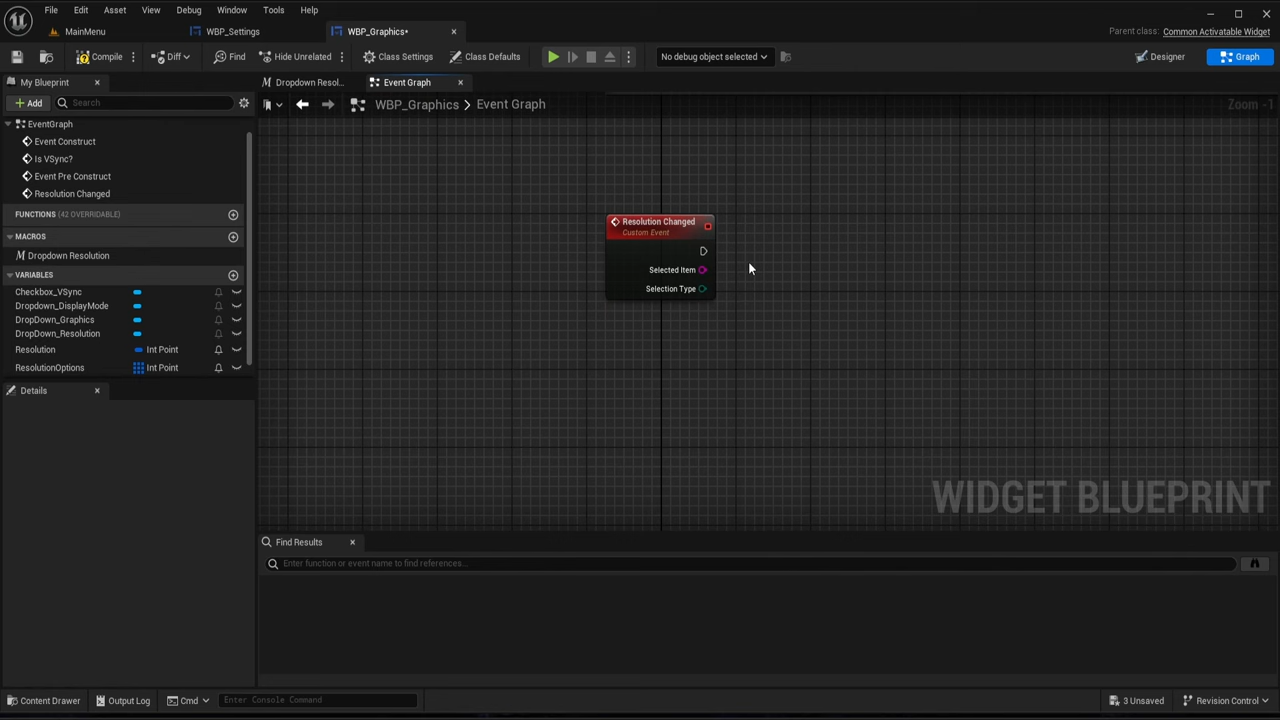 File Edit Asset View Debug Window Tools Help
MainMenu WBP_Settings WBP_Graphics• Parent class: Common Activatable Widget
Compile Diff Find Hide Unrelated Class Settings Class Defaults No debug object selected Designer Graph
My Blueprint Dropdown Resol.. Event Graph
Add Search WBP_Graphics > Event Graph Zoom -1
EventGraph
Event Construct
Is VSync?
Event Pre Construct
Resolution Changed
FUNCTIONS (42 OVERRIDABLE)
MACROS
Dropdown Resolution
VARIABLES
Checkbox_VSync
Dropdown_DisplayMode
DropDown_Graphics
DropDown_Resolution
Resolution Int Point
ResolutionOptions Int Point
Details
Resolution Changed
Custom Event
Selected Item
Selection Type
WIDGET BLUEPRINT
Find Results
Enter function or event name to find references...
Content Drawer Output Log Cmd Enter Console Command 3 Unsaved Revision Control